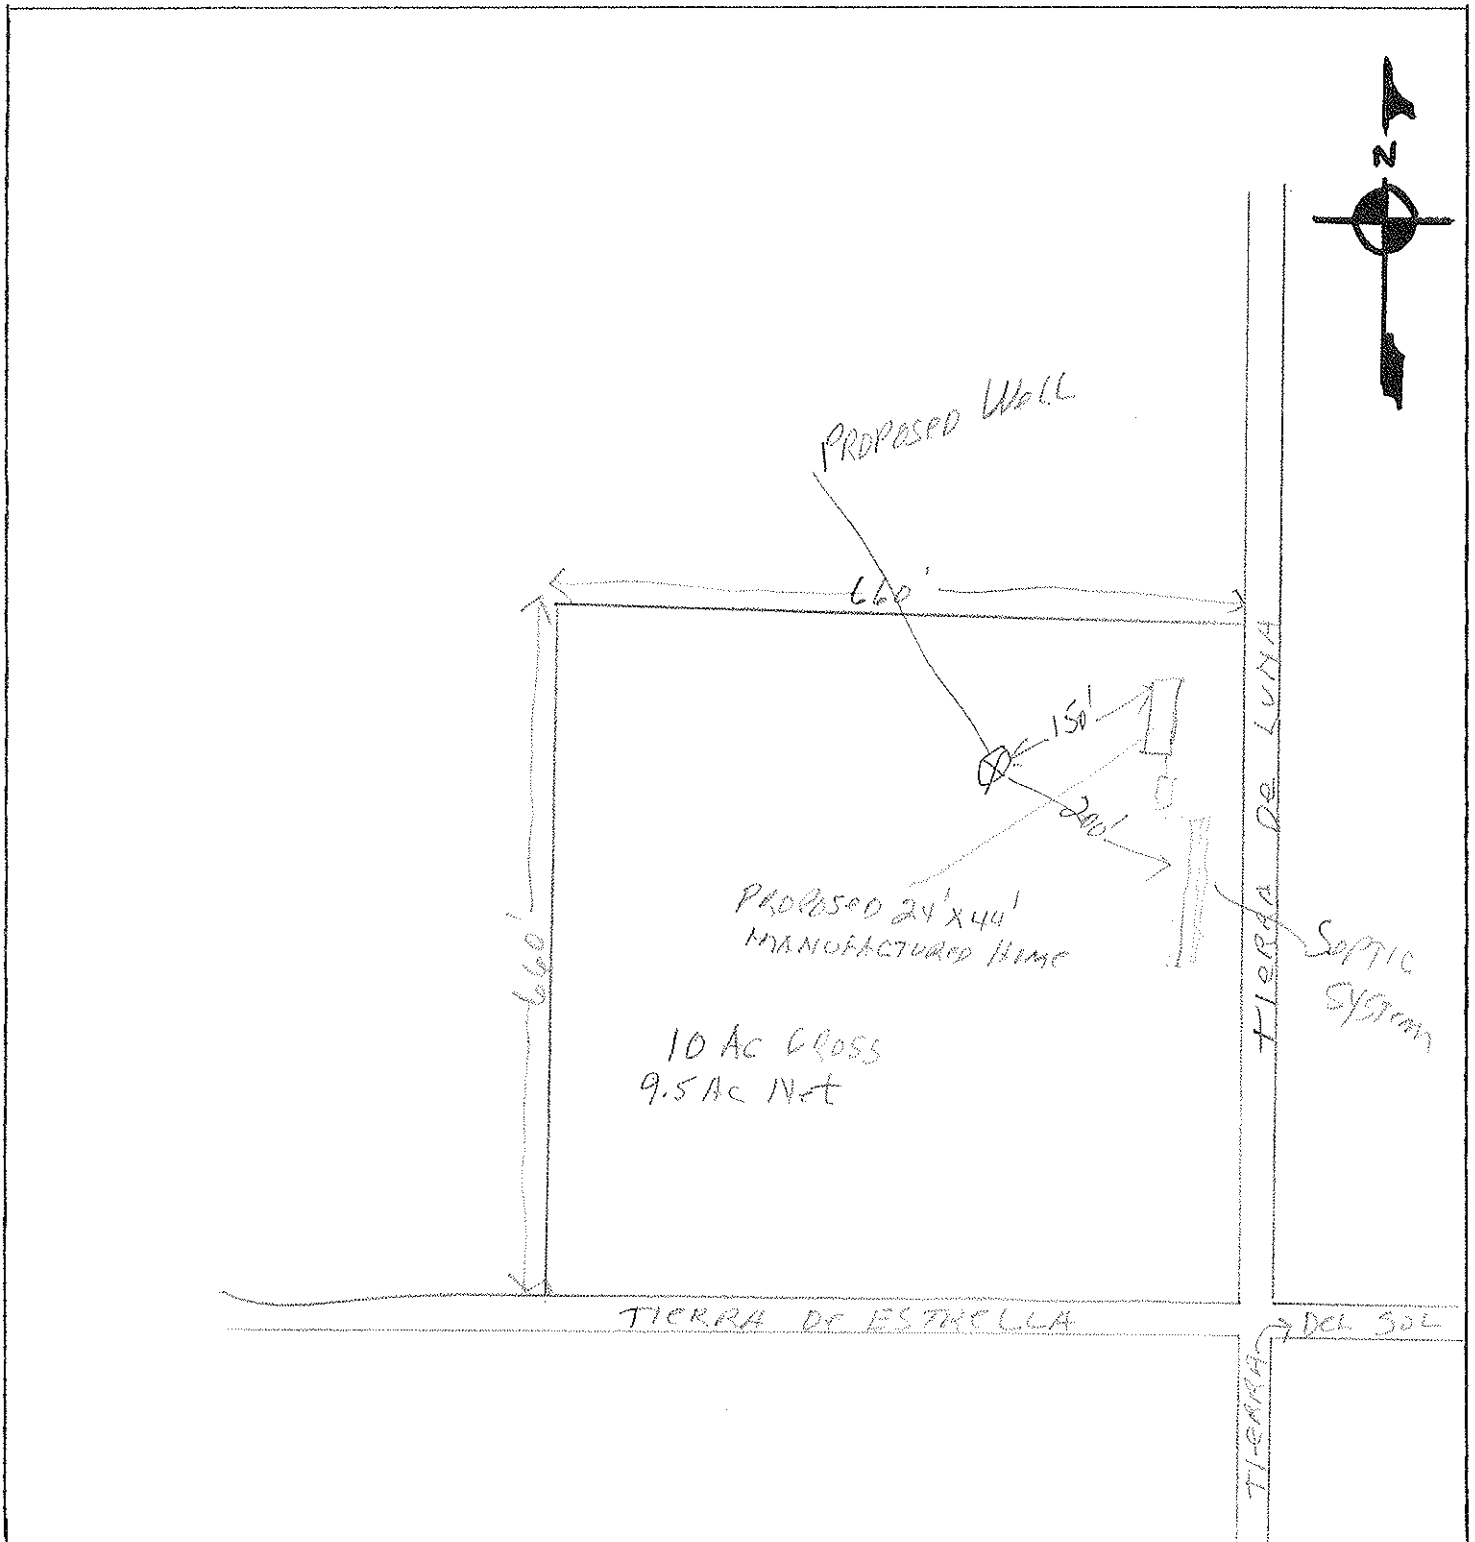 N
PROPOSED WELL
660'
150'
200'
TIERRA De LUNA
PROPOSED 24'X44'
MANUFACTURED HOME
660'
SEPTIC
SYSTEM
10 AC GROSS
9.5 AC Net
TIERRA De ESTRELLA
TIERRA DEL SOL